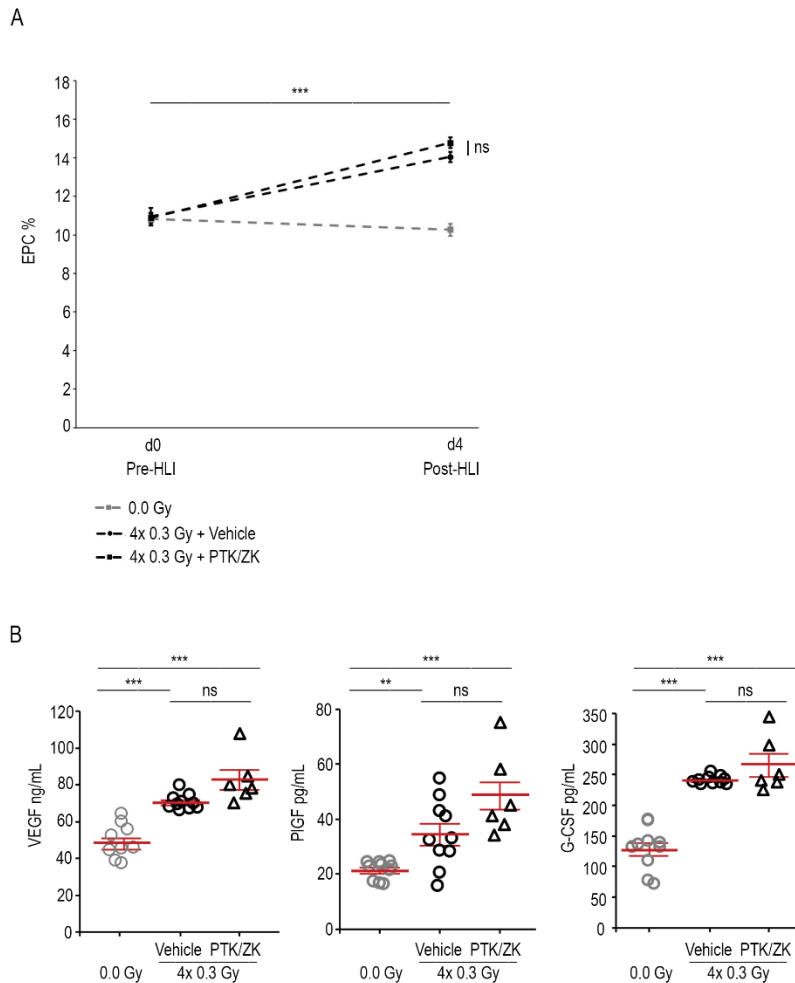 A
***
18
16
14
12
10
8
6
4
2
0
EPC %
ns
d0
Pre-HLI
d4
Post-HLI
0.0 Gy
4x 0.3 Gy + Vehicle
4x 0.3 Gy + PTK/ZK
B
***
***
ns
120
100
80
60
40
20
0
VEGF ng/mL
Vehicle PTK/ZK
0.0 Gy 4x 0.3 Gy
***
**
ns
80
60
40
20
0
PlGF pg/mL
Vehicle PTK/ZK
0.0 Gy 4x 0.3 Gy
***
***
ns
350
300
250
200
150
100
50
0
G-CSF pg/mL
Vehicle PTK/ZK
0.0 Gy 4x 0.3 Gy